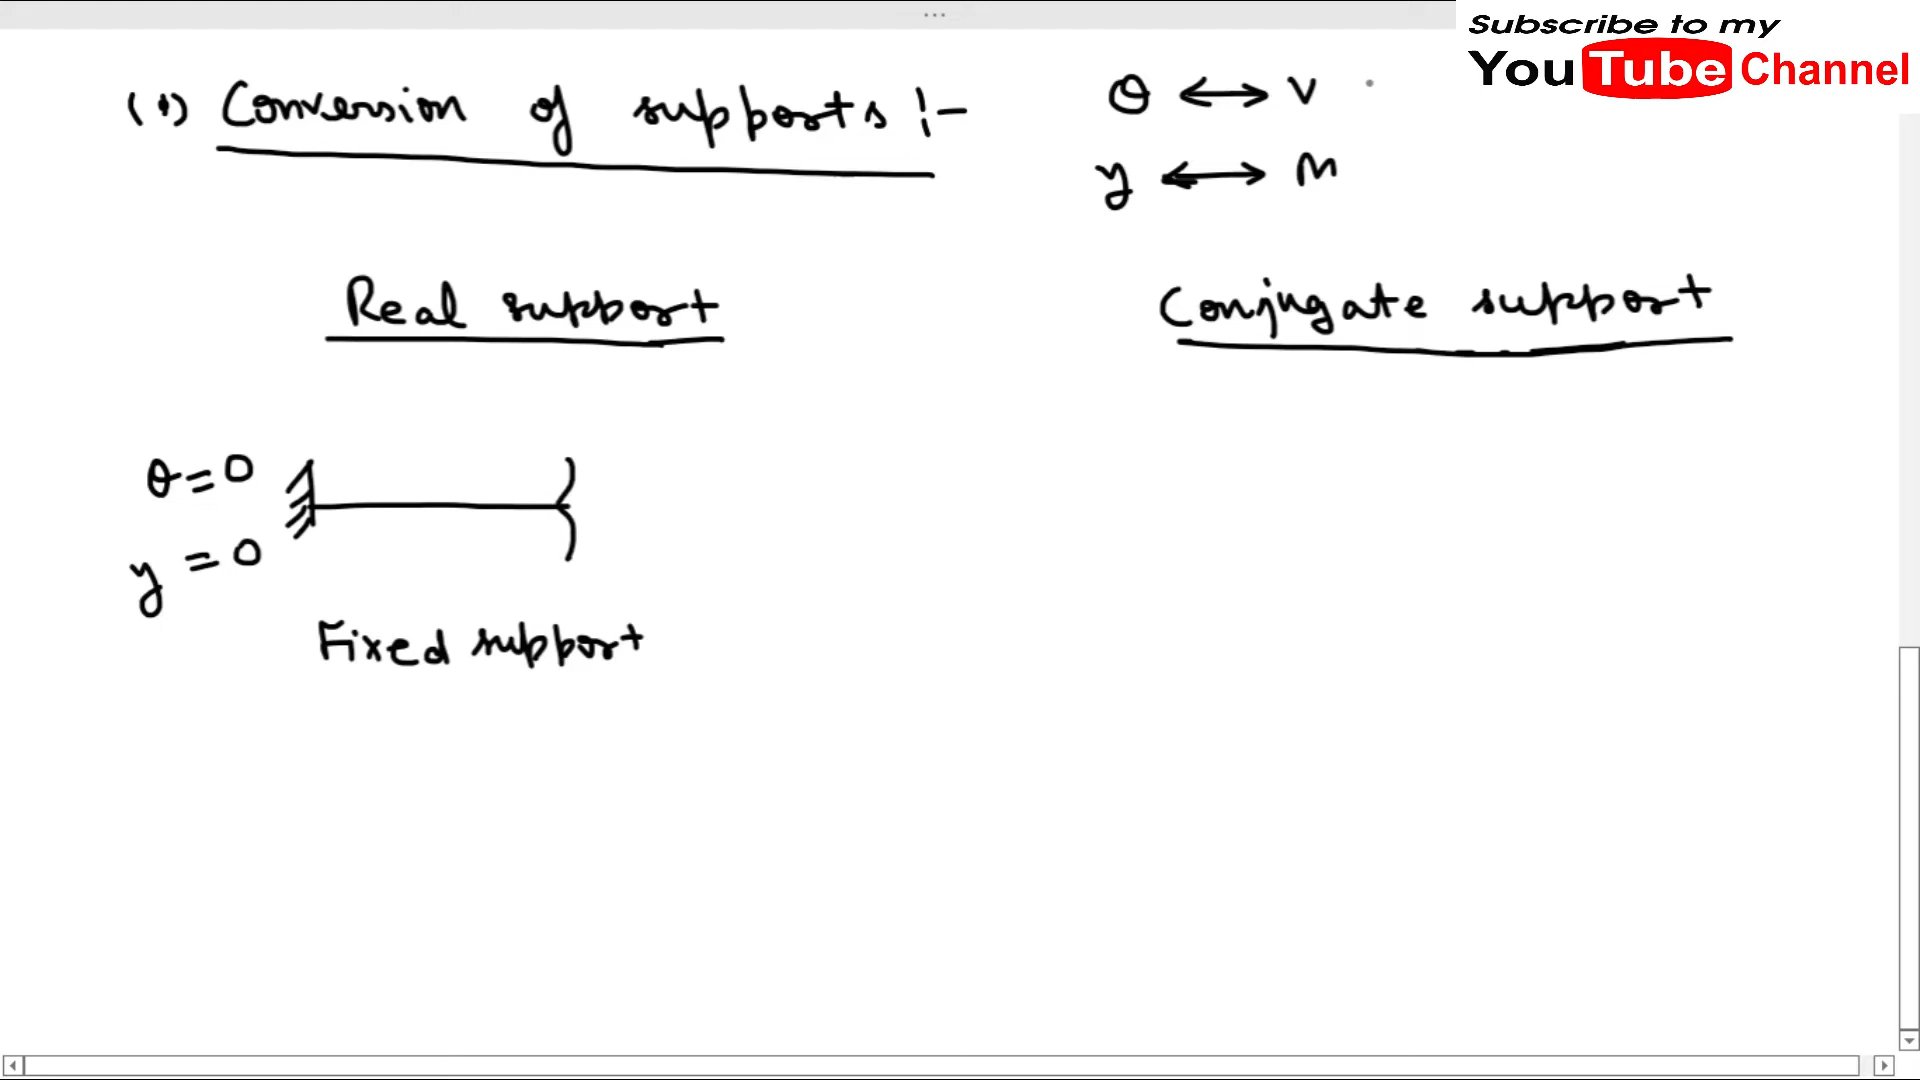 Subscribe to my
YouTube Channel
(1) Conversion of supports :-
θ ↔ V
y ↔ M
Real support
Conjugate support
θ = 0
y = 0
Fixed support